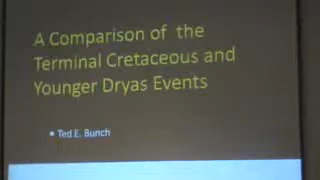 A Comparison of the
Terminal Cretaceous and
Younger Dryas Events
Ted E. Bunch